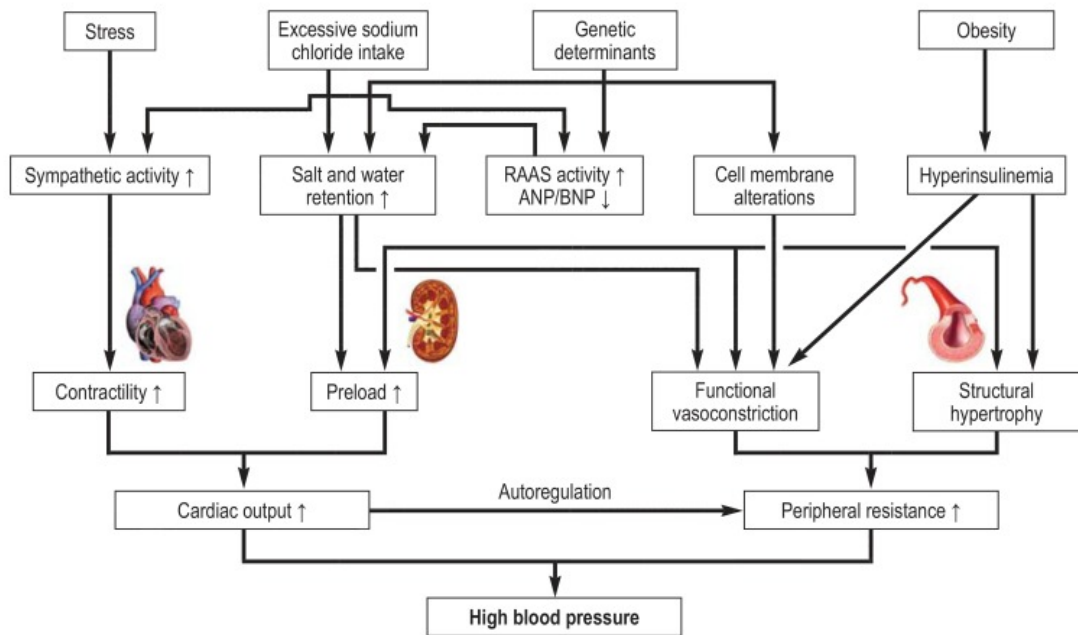 Stress
Excessive sodium
chloride intake
Genetic
determinants
Obesity
Sympathetic activity ↑
Salt and water
retention ↑
RAAS activity ↑
ANP/BNP ↓
Cell membrane
alterations
Hyperinsulinemia
Contractility ↑
Preload ↑
Functional
vasoconstriction
Structural
hypertrophy
Cardiac output ↑
Autoregulation
Peripheral resistance ↑
High blood pressure